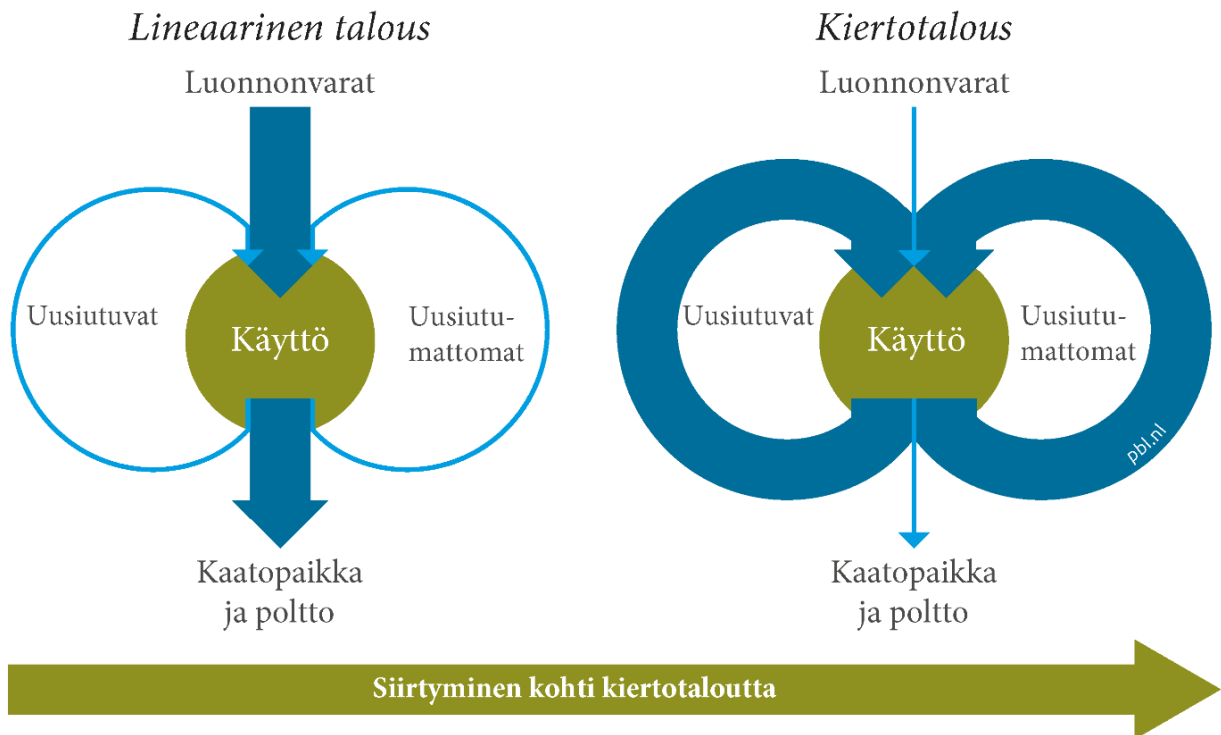 Lineaarinen talous
Luonnonvarat
Uusiutuvat
Käyttö
Uusiutu-
mattomat
Kaatopaikka
ja poltto
Kiertotalous
Luonnonvarat
Uusiutuvat
Käyttö
Uusiutu-
mattomat
pbl.nl
Kaatopaikka
ja poltto
Siirtyminen kohti kiertotaloutta